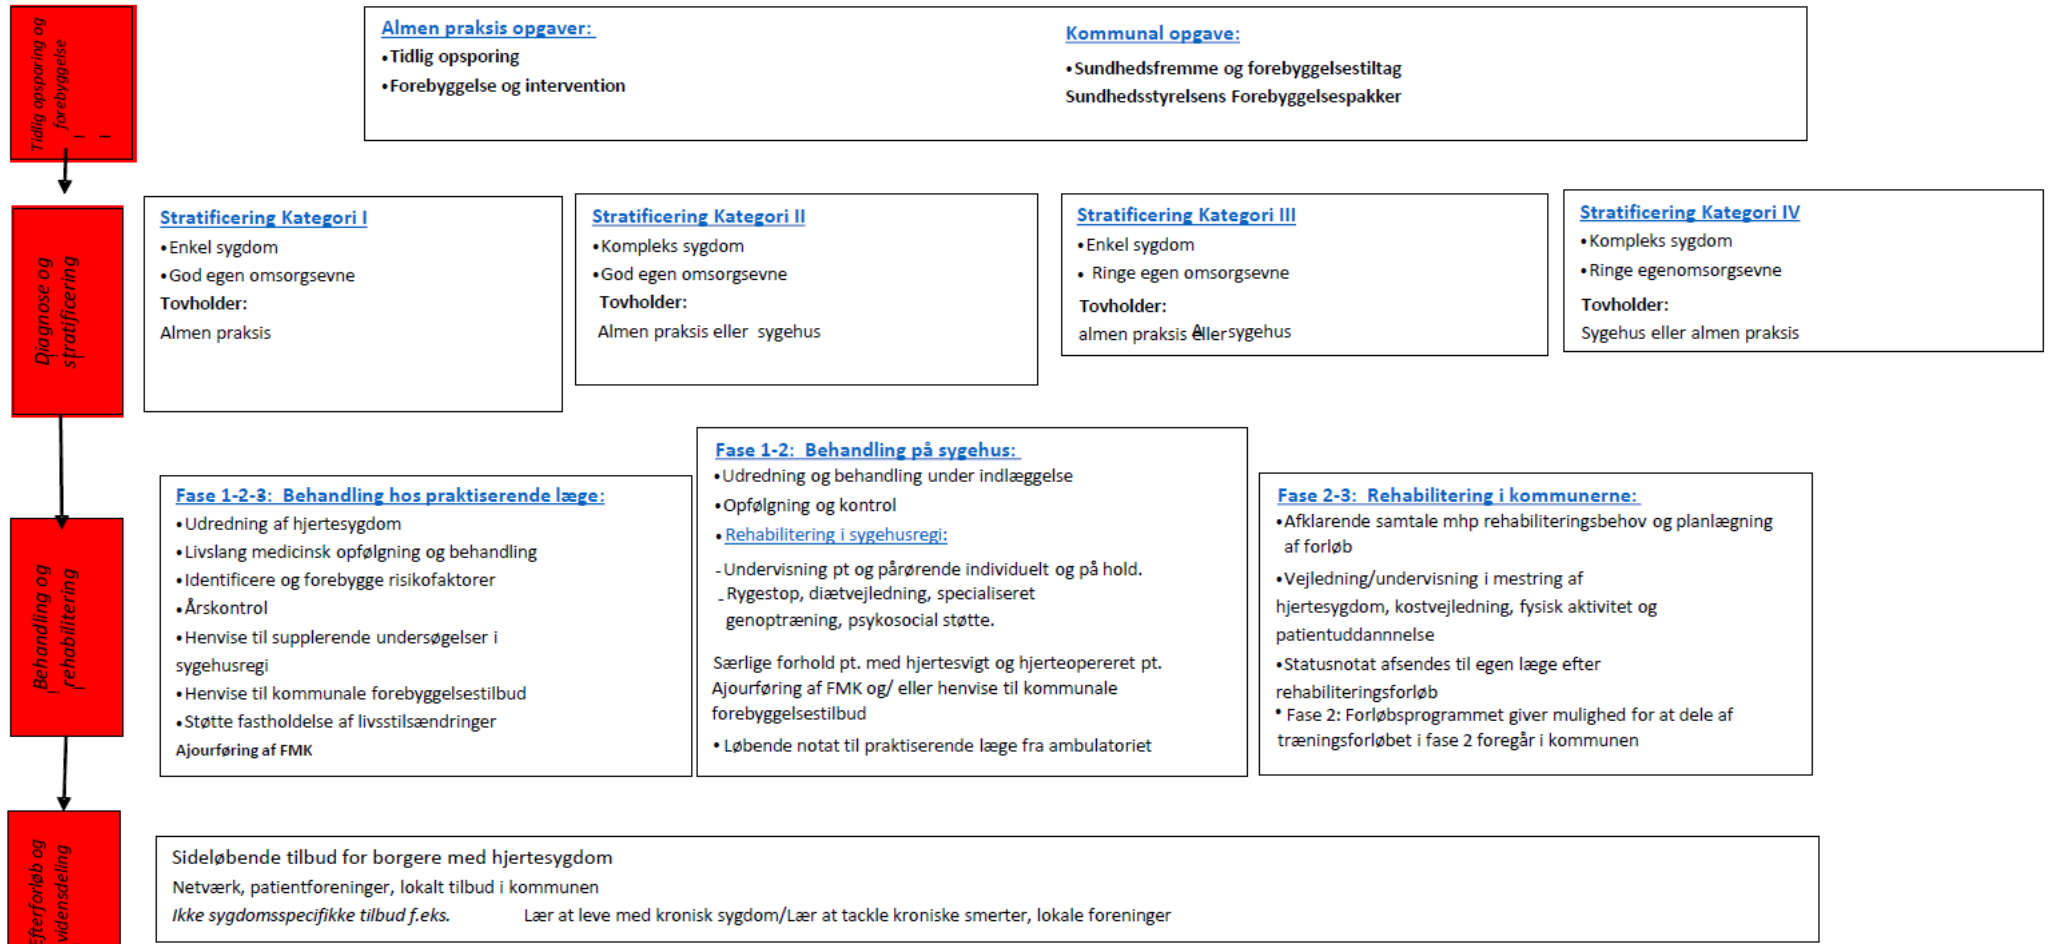 Tidlig opsporing og
forebyggelse
Almen praksis opgaver:
•Tidlig opsporing
•Forebyggelse og intervention
Kommunal opgave:
•Sundhedsfremme og forebyggelsestiltag
Sundhedsstyrelsens Forebyggelsespakker
Diagnose og
stratificering
Stratificering Kategori I
•Enkel sygdom
•God egen omsorgsevne
Tovholder:
Almen praksis
Stratificering Kategori II
•Kompleks sygdom
•God egen omsorgsevne
Tovholder:
Almen praksis eller sygehus
Stratificering Kategori III
•Enkel sygdom
• Ringe egen omsorgsevne
Tovholder:
almen praksis eller sygehus
Stratificering Kategori IV
•Kompleks sygdom
•Ringe egenomsorgsevne
Tovholder:
Sygehus eller almen praksis
Behandling og
rehabilitering
Fase 1-2-3: Behandling hos praktiserende læge:
•Udredning af hjertesygdom
•Livslang medicinsk opfølgning og behandling
•Identificere og forebygge risikofaktorer
•Årskontrol
•Henvise til supplerende undersøgelser i
sygehusregi
•Henvise til kommunale forebyggelsestilbud
•Støtte fastholdelse af livsstilsændringer
Ajourføring af FMK
Fase 1-2: Behandling på sygehus:
•Udredning og behandling under indlæggelse
•Opfølgning og kontrol
•Rehabilitering i sygehusregi:
-Undervisning pt og pårørende individuelt og på hold.
-Rygestop, diætvejledning, specialiseret
genoptræning, psykosocial støtte.
Særlige forhold pt. med hjertesvigt og hjerteopereret pt.
Ajourføring af FMK og/ eller henvise til kommunale
forebyggelsestilbud
•Løbende notat til praktiserende læge fra ambulatoriet
Fase 2-3: Rehabilitering i kommunerne:
•Afklarende samtale mhp rehabiliteringsbehov og planlægning
af forløb
•Vejledning/undervisning i mestring af
hjertesygdom, kostvejledning, fysisk aktivitet og
patientuddannnelse
•Statusnotat afsendes til egen læge efter
rehabiliteringsforløb
• Fase 2: Forløbsprogrammet giver mulighed for at dele af
træningsforløbet i fase 2 foregår i kommunen
Efterforløb og
vidensdeling
Sideløbende tilbud for borgere med hjertesygdom
Netværk, patientforeninger, lokalt tilbud i kommunen
Ikke sygdomsspecifikke tilbud f.eks. Lær at leve med kronisk sygdom/Lær at tackle kroniske smerter, lokale foreninger